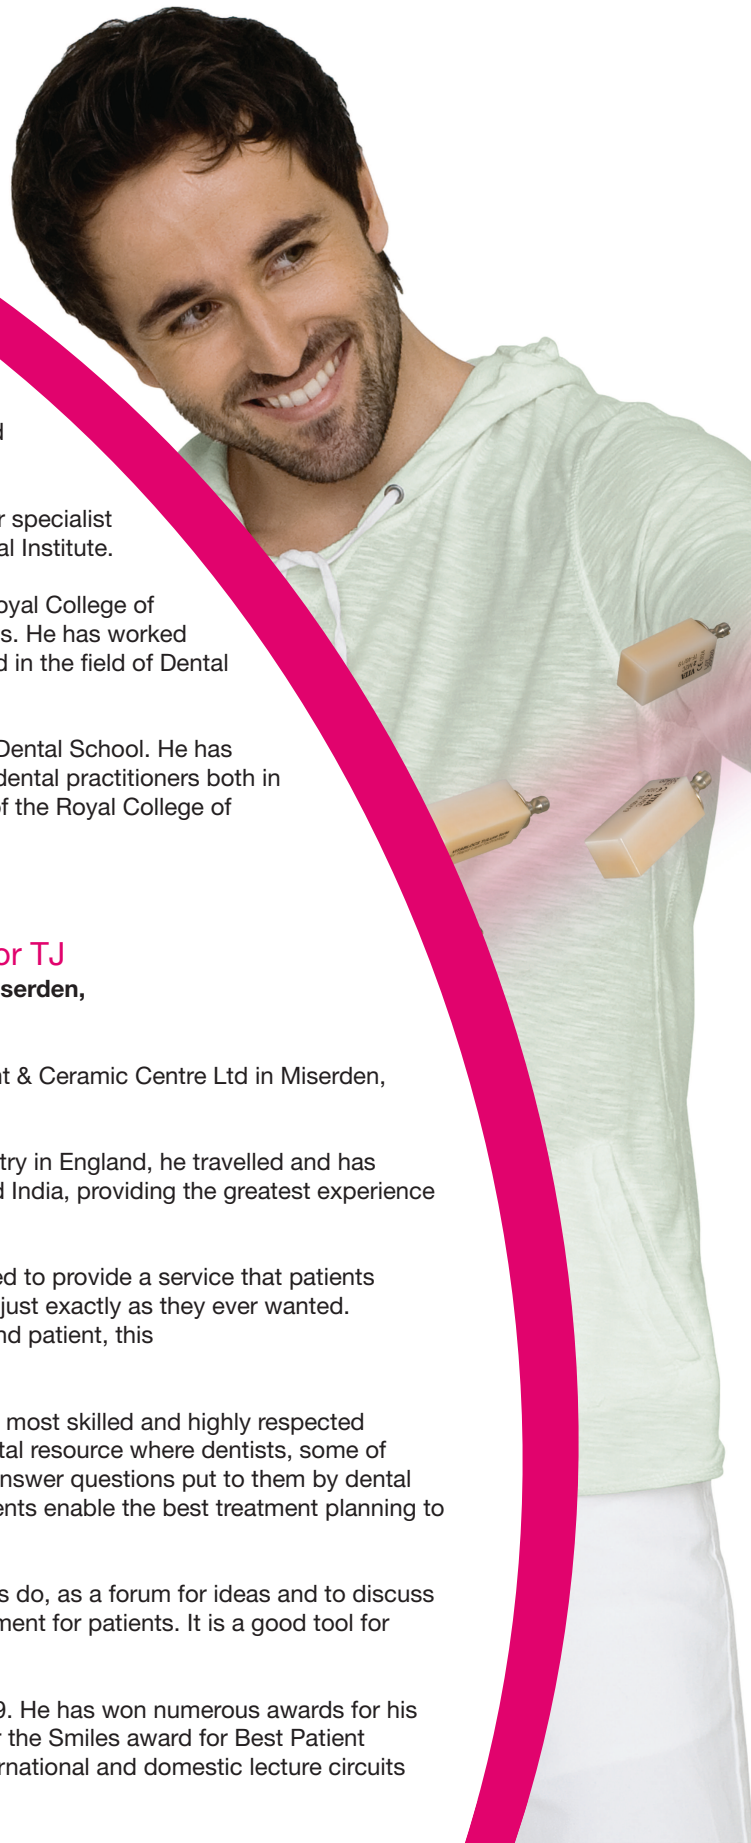 r specialist
al Institute.
oyal College of
s. He has worked
d in the field of Dental
Dental School. He has
dental practitioners both in
of the Royal College of
or TJ
serden,
nt & Ceramic Centre Ltd in Miserden,
try in England, he travelled and has
d India, providing the greatest experience
ed to provide a service that patients
just exactly as they ever wanted.
nd patient, this
most skilled and highly respected
tal resource where dentists, some of
nswer questions put to them by dental
ents enable the best treatment planning to
s do, as a forum for ideas and to discuss
ment for patients. It is a good tool for
9. He has won numerous awards for his
r the Smiles award for Best Patient
rnational and domestic lecture circuits
VITA